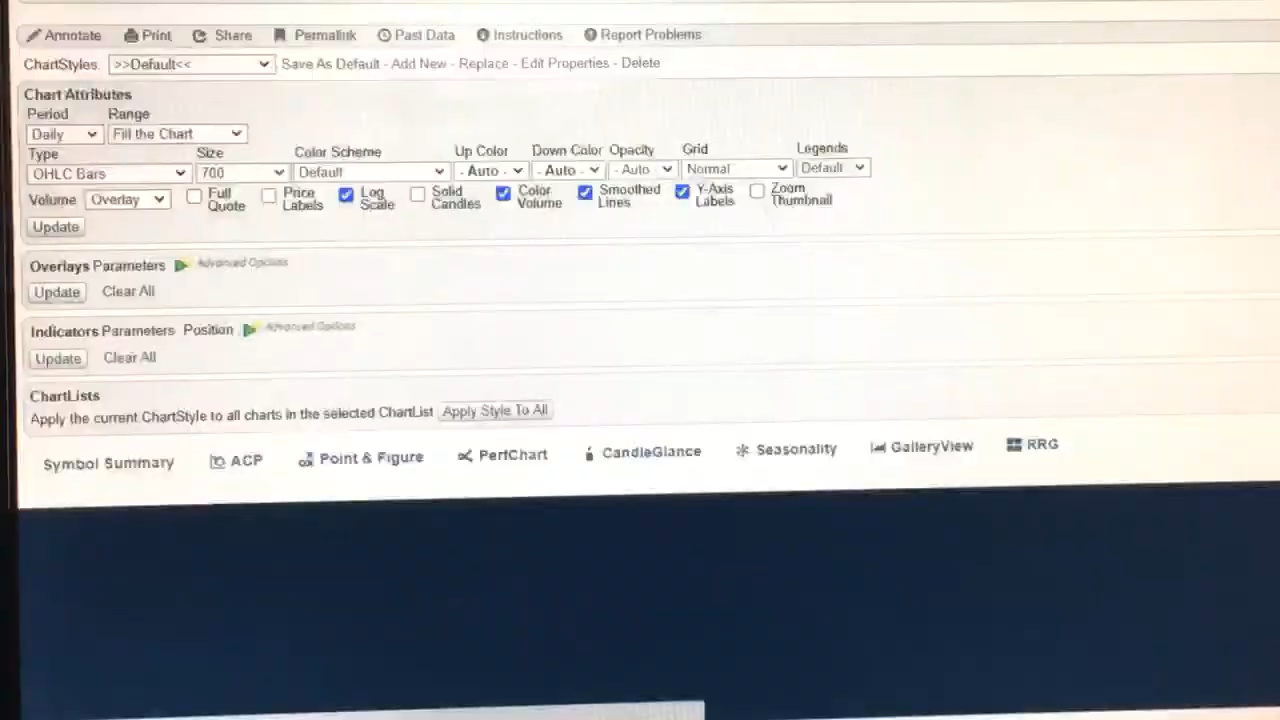 Annotate Print Share Permalink Past Data Instructions Report Problems
ChartStyles: >>Default<< Save As Default - Add New - Replace - Edit Properties - Delete
Chart Attributes
Period Range
Daily Fill the Chart
Type Size Color Scheme Up Color Down Color Opacity Grid Legends
OHLC Bars 700 Default - Auto - - Auto - - Auto - Normal Default
Volume Overlay Full Quote Price Labels Log Scale Solid Candles Color Volume Smoothed Lines Y-Axis Labels Zoom Thumbnail
Update
Overlays Parameters Advanced Options
Update Clear All
Indicators Parameters Position Advanced Options
Update Clear All
ChartLists
Apply the current ChartStyle to all charts in the selected ChartList Apply Style To All
Symbol Summary ACP Point & Figure PerfChart CandleGlance Seasonality GalleryView RRG